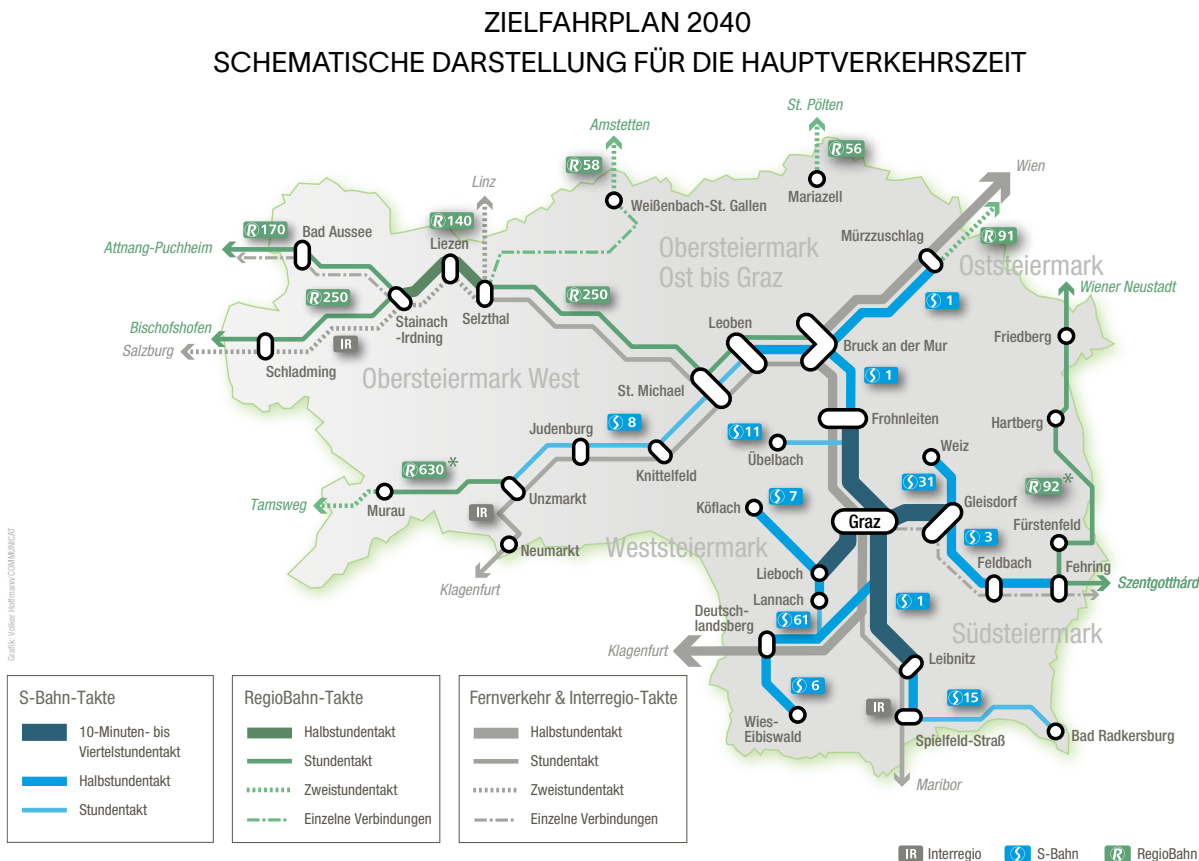 ZIELFAHRPLAN 2040
SCHEMATISCHE DARSTELLUNG FÜR DIE HAUPTVERKEHRSZEIT
St. Pölten
Amstetten
R 56
R 58
Wien
Linz
Mariazell
Weißenbach-St. Gallen
R 170
Bad Aussee
R 140
Liezen
Attnang-Puchheim
Mürzzuschlag
R 91
Obersteiermark
Ost bis Graz
Oststeiermark
Wiener Neustadt
R 250
R 250
S 1
Stainach
-Irdning
Selzthal
Leoben
Bischofshofen
Salzburg
IR
Bruck an der Mur
Friedberg
Schladming
Obersteiermark West
St. Michael
S 1
Frohnleiten
Hartberg
Judenburg
S 8
S 11
Übelbach
Weiz
Knittelfeld
R 630 *
S 31
R 92 *
Tamsweg
Murau
Unzmarkt
S 7
Köflach
Gleisdorf
Graz
Fürstenfeld
IR
S 3
Neumarkt
Weststeiermark
Feldbach
Fehring
Lieboch
Szentgotthárd
Klagenfurt
Lannach
S 1
Deutsch-
landsberg
S 61
Südsteiermark
Klagenfurt
Leibnitz
S 6
S 15
IR
Wies-
Eibiswald
Spielfeld-Straß
Bad Radkersburg
Maribor
Grafik: Volker Hoffmann/COMMUNICAT
S-Bahn-Takte
10-Minuten- bis
Viertelstundentakt
Halbstundentakt
Stundentakt
RegioBahn-Takte
Halbstundentakt
Stundentakt
Zweistundentakt
Einzelne Verbindungen
Fernverkehr & Interregio-Takte
Halbstundentakt
Stundentakt
Zweistundentakt
Einzelne Verbindungen
IR Interregio S S-Bahn R RegioBahn